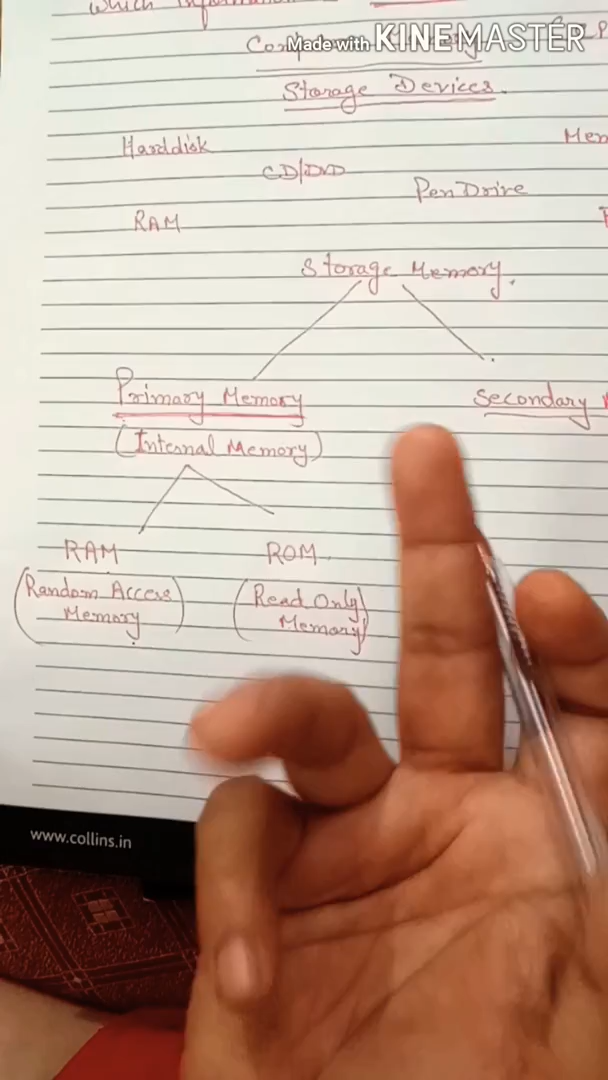 which
Made with KINEMASTER
Storage Devices.
Harddisk
CD/DVD
Pen Drive
RAM
Storage Memory.
Primary Memory
Secondary
(Internal Memory)
RAM
ROM
(Random Access
Memory)
(Read Only
Memory)
www.collins.in